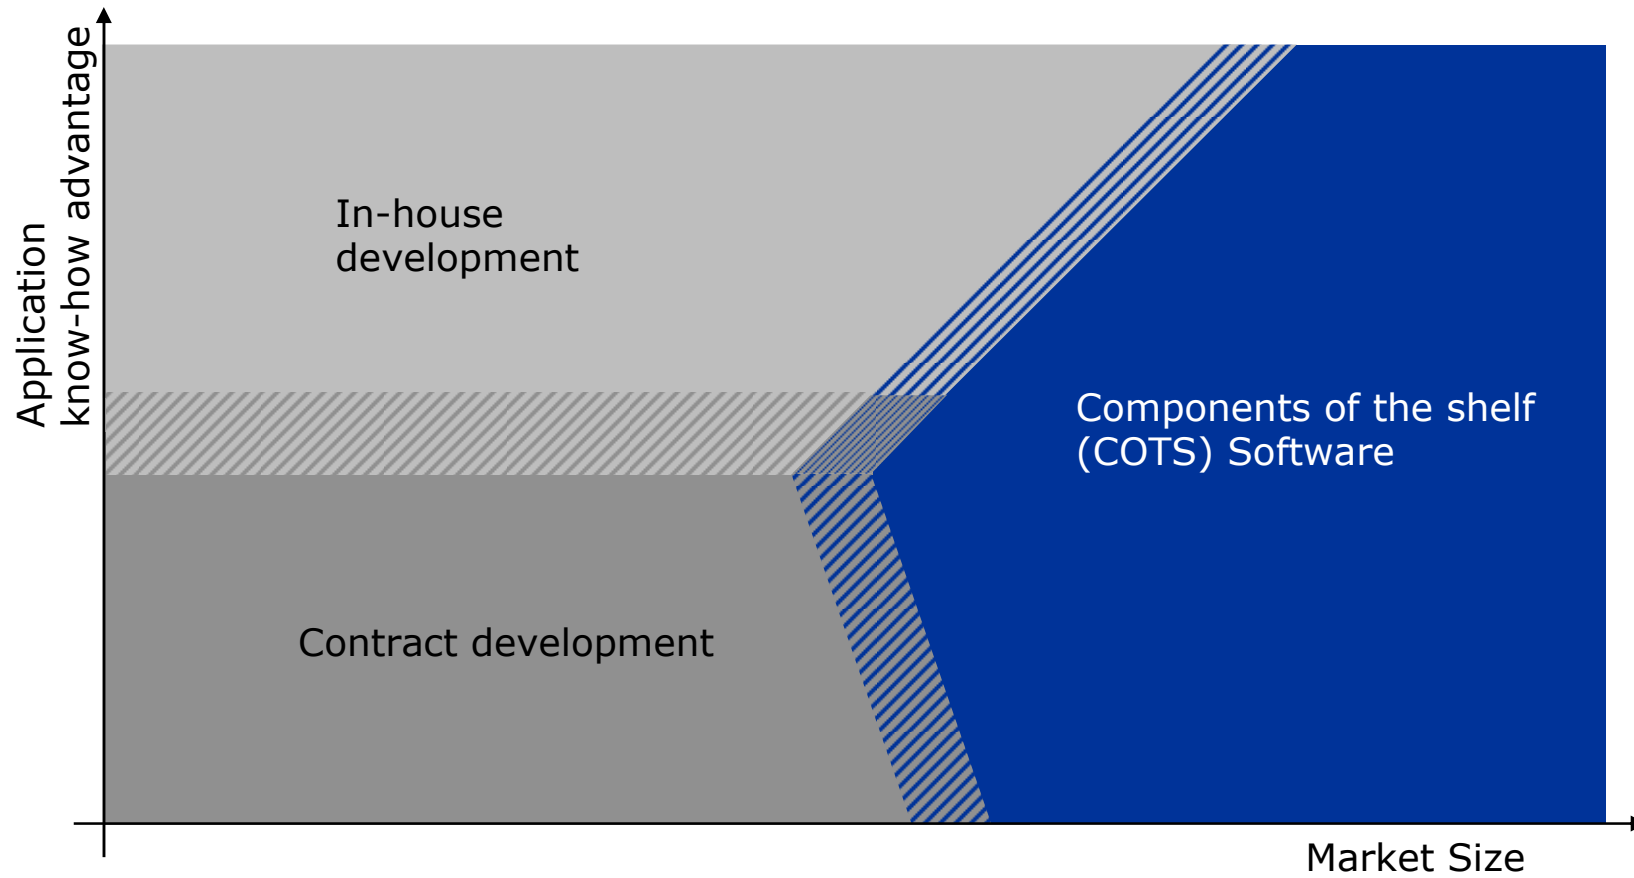 Application
know-how advantage
In-house
development
Components of the shelf
(COTS) Software
Contract development
Market Size